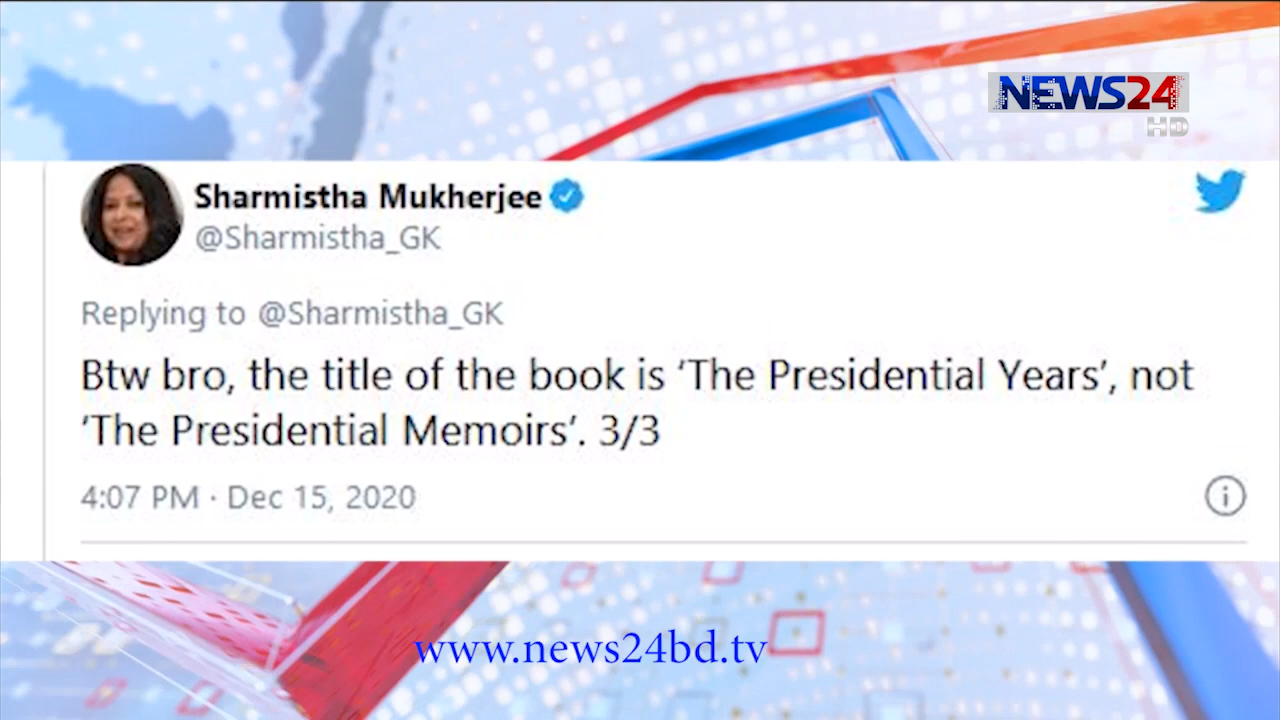 NEWS24
HD
Sharmistha Mukherjee
@Sharmistha_GK
Replying to @Sharmistha_GK
Btw bro, the title of the book is ‘The Presidential Years’, not
‘The Presidential Memoirs’. 3/3
4:07 PM · Dec 15, 2020
www.news24bd.tv